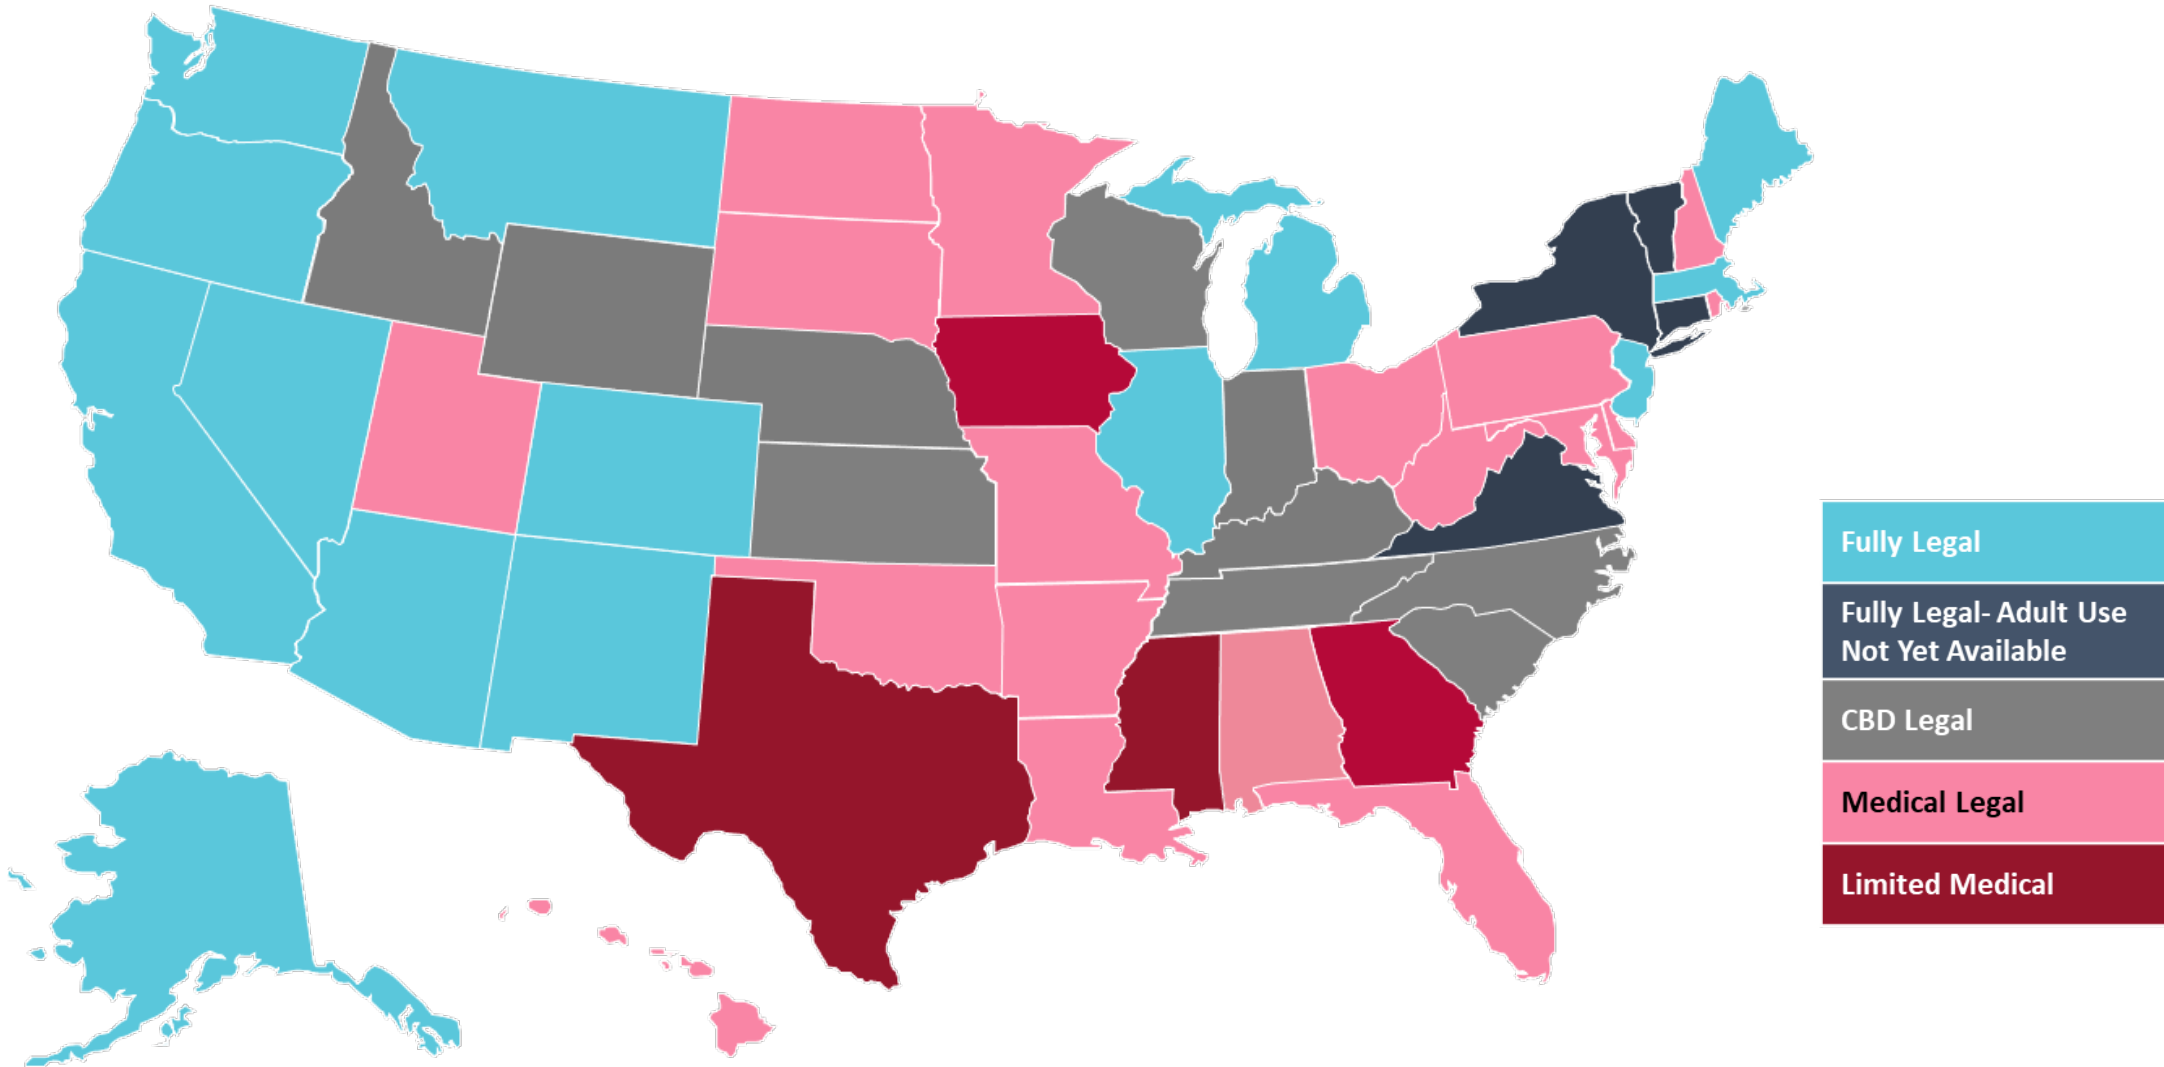 Fully Legal
Fully Legal- Adult Use
Not Yet Available
CBD Legal
Medical Legal
Limited Medical